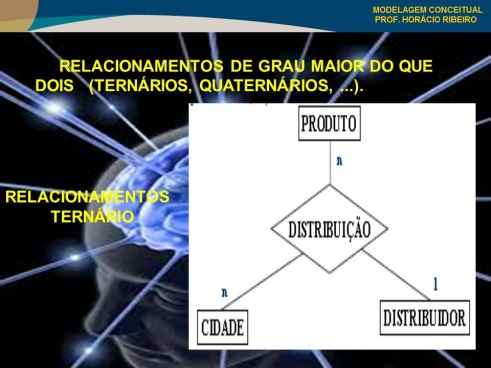 MODELAGEM CONCEITUAL
PROF. HORÁCIO RIBEIRO
RELACIONAMENTOS DE GRAU MAIOR DO QUE
DOIS (TERNÁRIOS, QUATERNÁRIOS, ...).
RELACIONAMENTOS
TERNÁRIO
PRODUTO
n
DISTRIBUIÇÃO
n
1
CIDADE
DISTRIBUIDOR